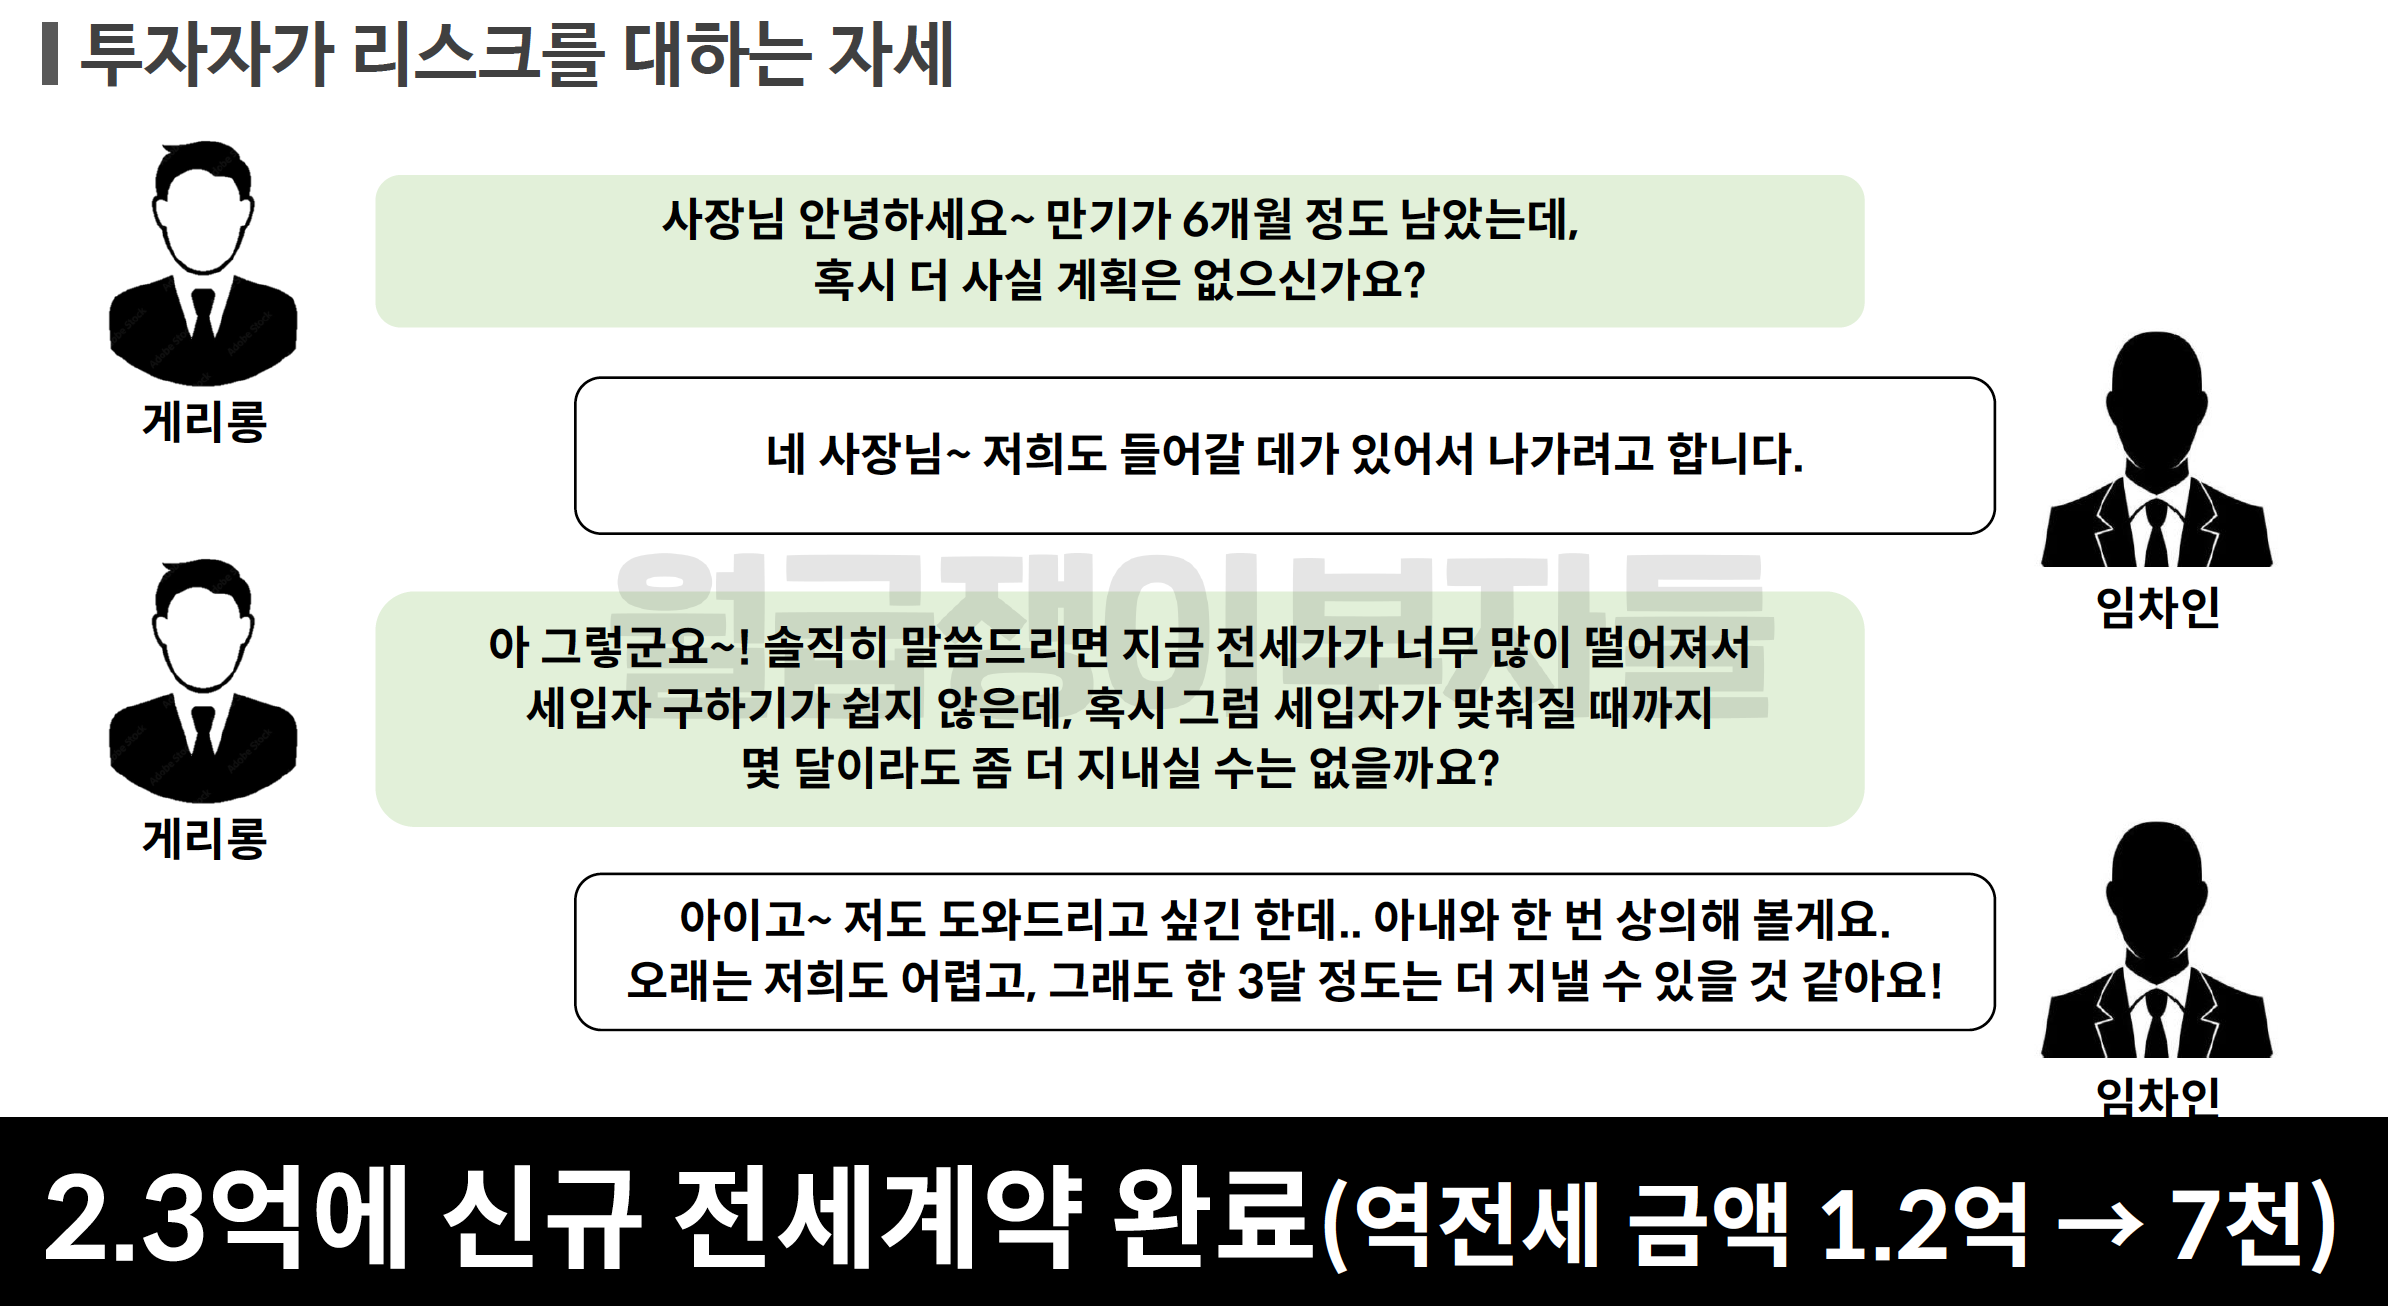 투자자가 리스크를 대하는 자세
사장님 안녕하세요~ 만기가 6개월 정도 남았는데,
혹시 더 사실 계획은 없으신가요?
게리롱
네 사장님~ 저희도 들어갈 데가 있어서 나가려고 합니다.
임차인
월급쟁이부자들
아 그렇군요~! 솔직히 말씀드리면 지금 전세가가 너무 많이 떨어져서
세입자 구하기가 쉽지 않은데, 혹시 그럼 세입자가 맞춰질 때까지
몇 달이라도 좀 더 지내실 수는 없을까요?
게리롱
아이고~ 저도 도와드리고 싶긴 한데.. 아내와 한 번 상의해 볼게요.
오래는 저희도 어렵고, 그래도 한 3달 정도는 더 지낼 수 있을 것 같아요!
임차인
2.3억에 신규 전세계약 완료(역전세 금액 1.2억 → 7천)